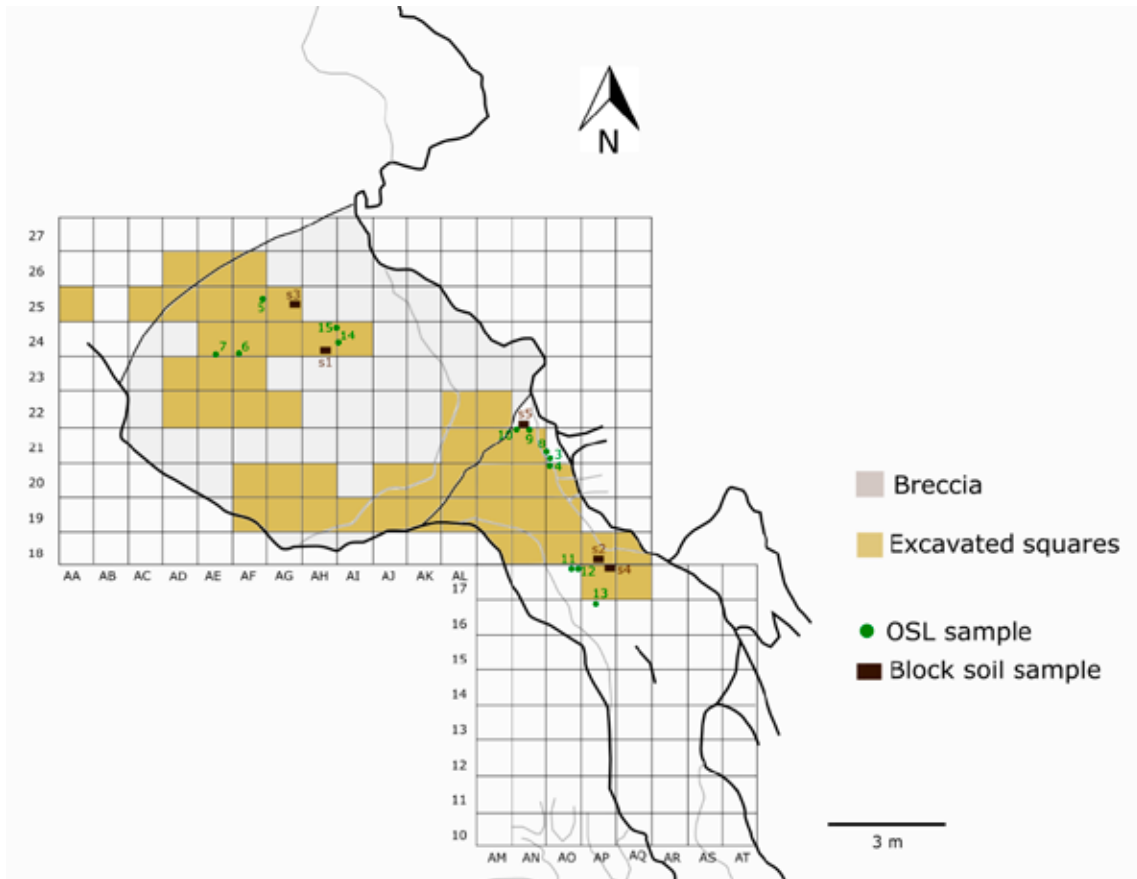 N
27
26
25
24
23
22
21
20
19
18
s3
5
15
14
7
6
s1
s5
10
9
8
3
4
s2
11
12
s4
13
AA AB AC AD AE AF AG AH AI AJ AK AL
17
16
15
14
13
12
11
10
AM AN AO AP AQ AR AS AT
Breccia
Excavated squares
OSL sample
Block soil sample
3 m